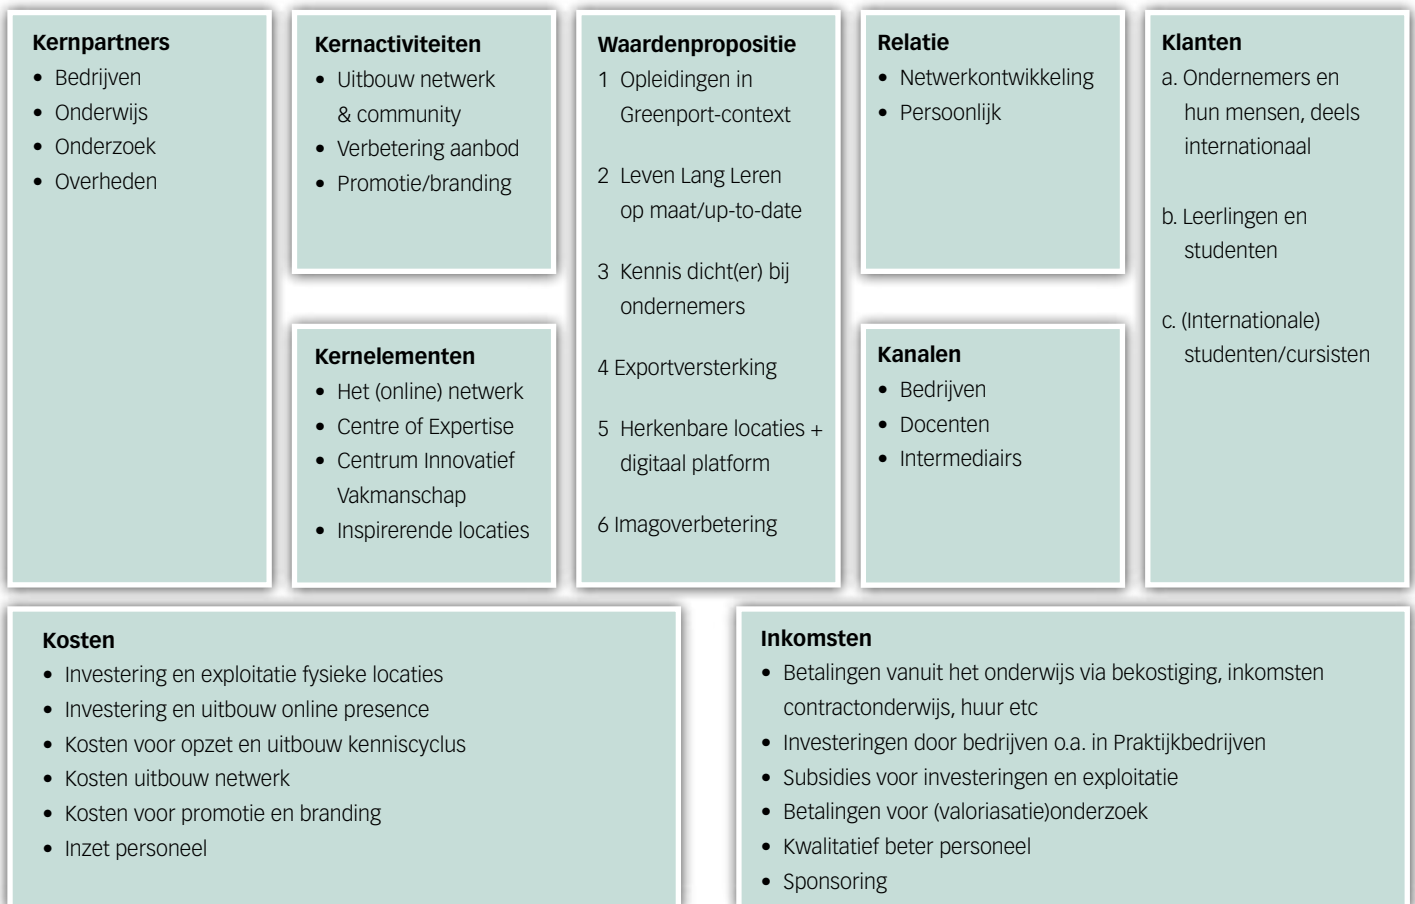 Kernpartners
• Bedrijven
• Onderwijs
• Onderzoek
• Overheden
Kernactiviteiten
• Uitbouw netwerk
& community
• Verbetering aanbod
• Promotie/branding
Kernelementen
• Het (online) netwerk
• Centre of Expertise
• Centrum Innovatief
Vakmanschap
• Inspirerende locaties
Waardenpropositie
1 Opleidingen in
Greenport-context
2 Leven Lang Leren
op maat/up-to-date
3 Kennis dicht(er) bij
ondernemers
4 Exportversterking
5 Herkenbare locaties +
digitaal platform
6 Imagoverbetering
Relatie
• Netwerkontwikkeling
• Persoonlijk
Kanalen
• Bedrijven
• Docenten
• Intermediairs
Klanten
a. Ondernemers en
hun mensen, deels
internationaal
b. Leerlingen en
studenten
c. (Internationale)
studenten/cursisten
Kosten
• Investering en exploitatie fysieke locaties
• Investering en uitbouw online presence
• Kosten voor opzet en uitbouw kenniscyclus
• Kosten uitbouw netwerk
• Kosten voor promotie en branding
• Inzet personeel
Inkomsten
• Betalingen vanuit het onderwijs via bekostiging, inkomsten
contractonderwijs, huur etc
• Investeringen door bedrijven o.a. in Praktijkbedrijven
• Subsidies voor investeringen en exploitatie
• Betalingen voor (valoriasatie)onderzoek
• Kwalitatief beter personeel
• Sponsoring